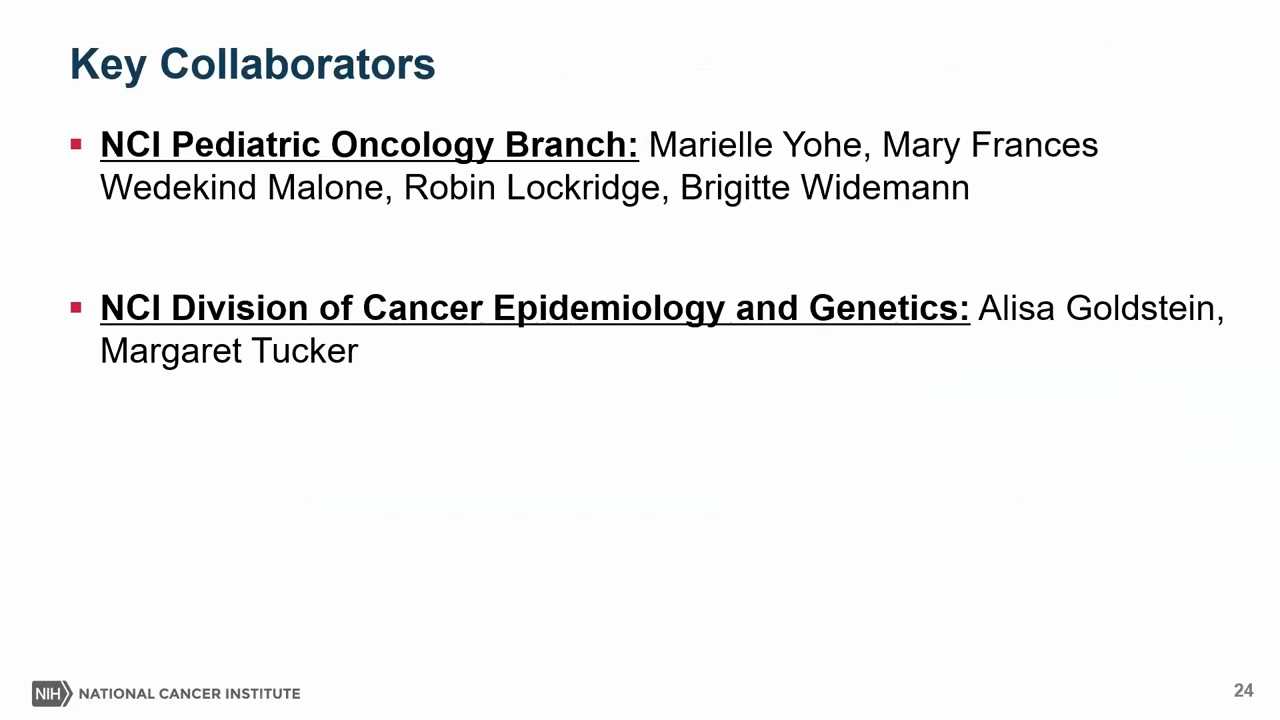 Key Collaborators
▪ NCI Pediatric Oncology Branch: Marielle Yohe, Mary Frances
Wedekind Malone, Robin Lockridge, Brigitte Widemann
▪ NCI Division of Cancer Epidemiology and Genetics: Alisa Goldstein,
Margaret Tucker
NIH NATIONAL CANCER INSTITUTE
24